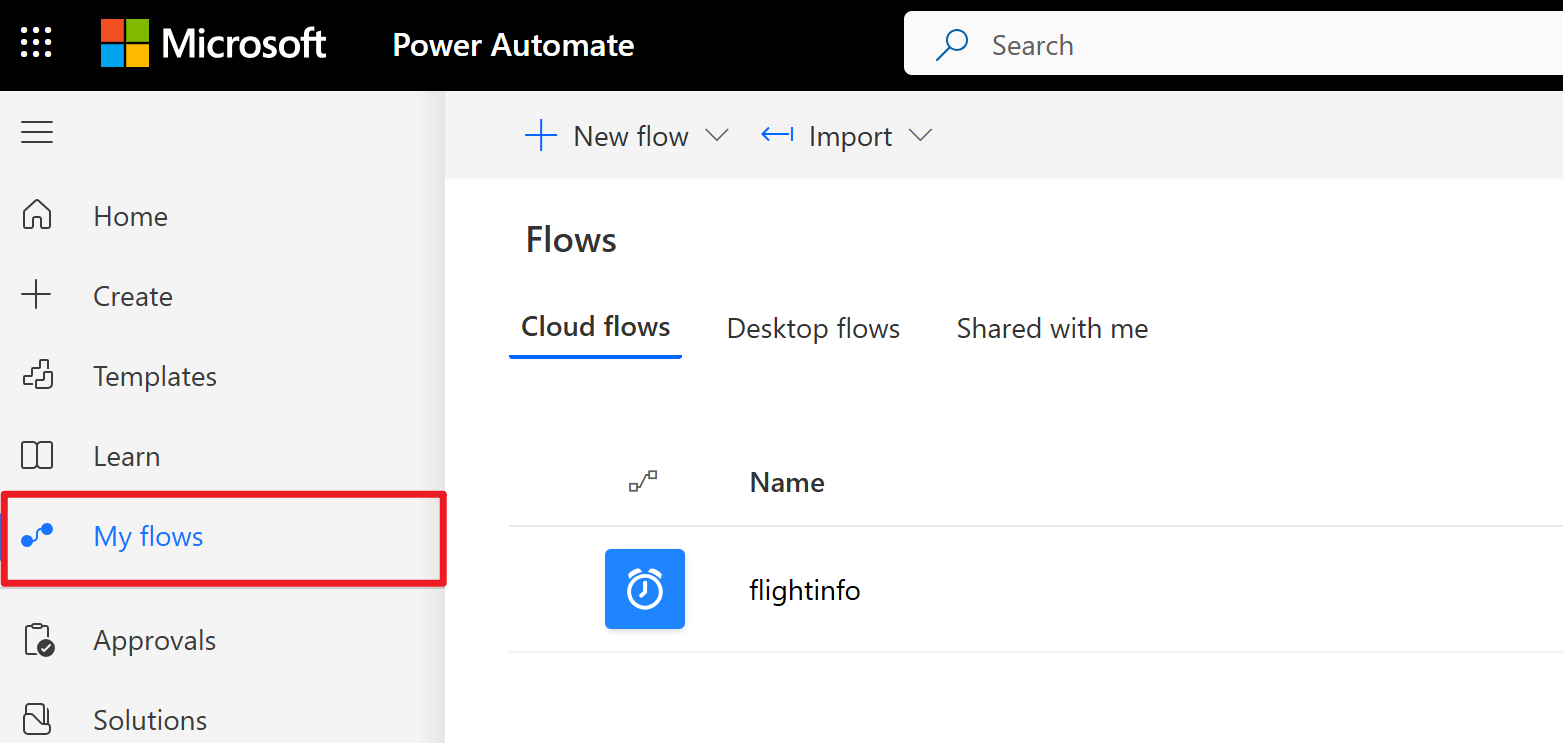 Microsoft Power Automate Search
New flow Import
Home
Create
Templates
Learn
My flows
Approvals
Solutions
Flows
Cloud flows Desktop flows Shared with me
Name
flightinfo